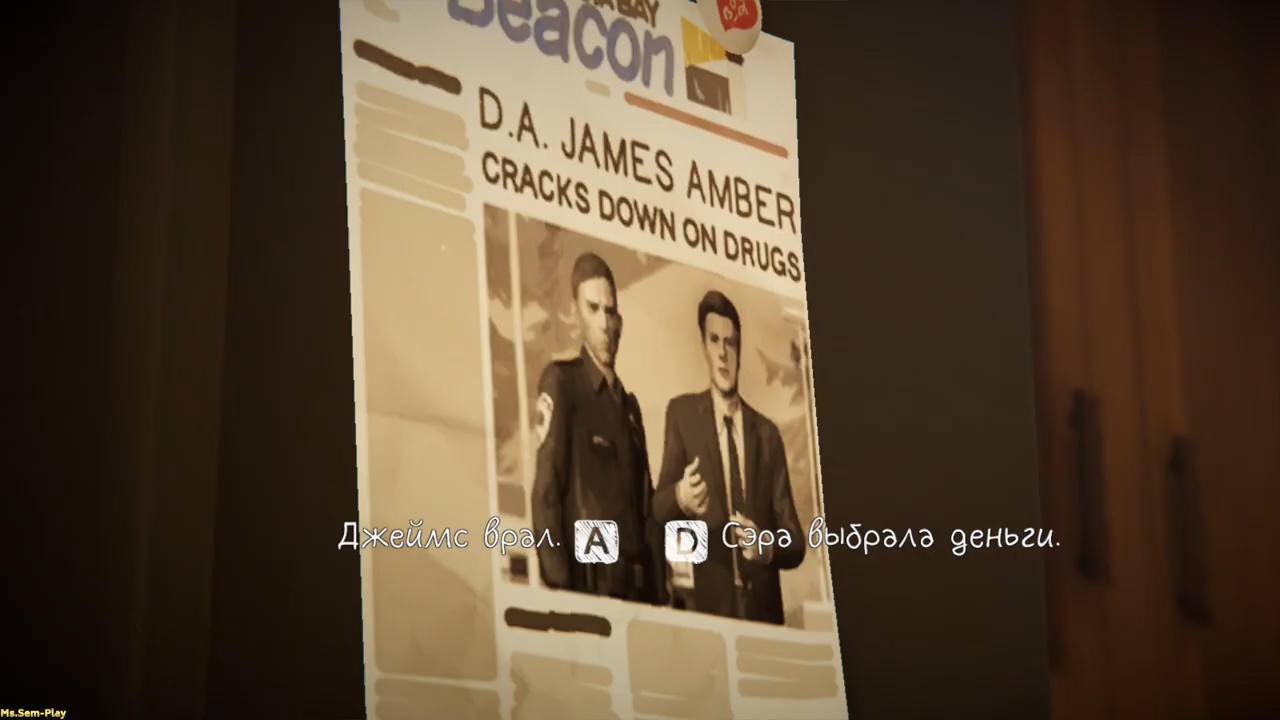 Beacon
D.A. JAMES AMBER
CRACKS DOWN ON DRUGS
Джеймс врал. A D Сэра выбрала деньги.
Ms.Sem-Play